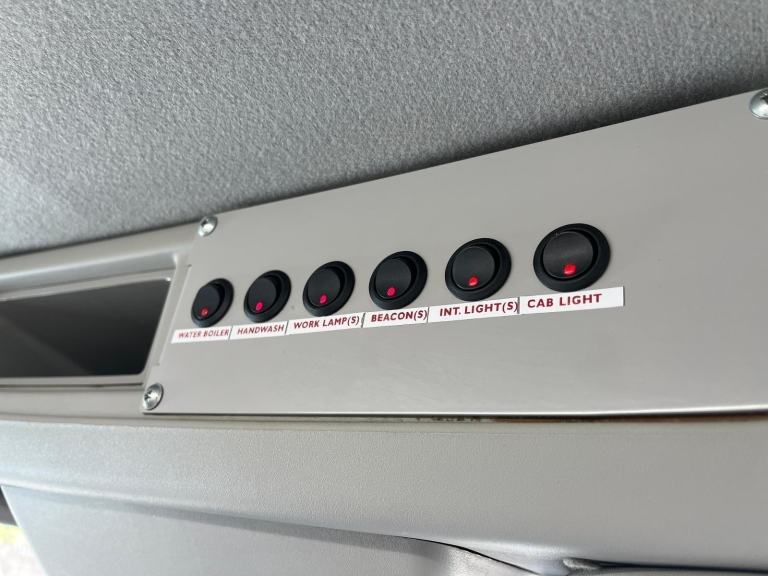 WATER BOILER
HANDWASH
WORK LAMP(S)
BEACON(S)
INT. LIGHT(S)
CAB LIGHT